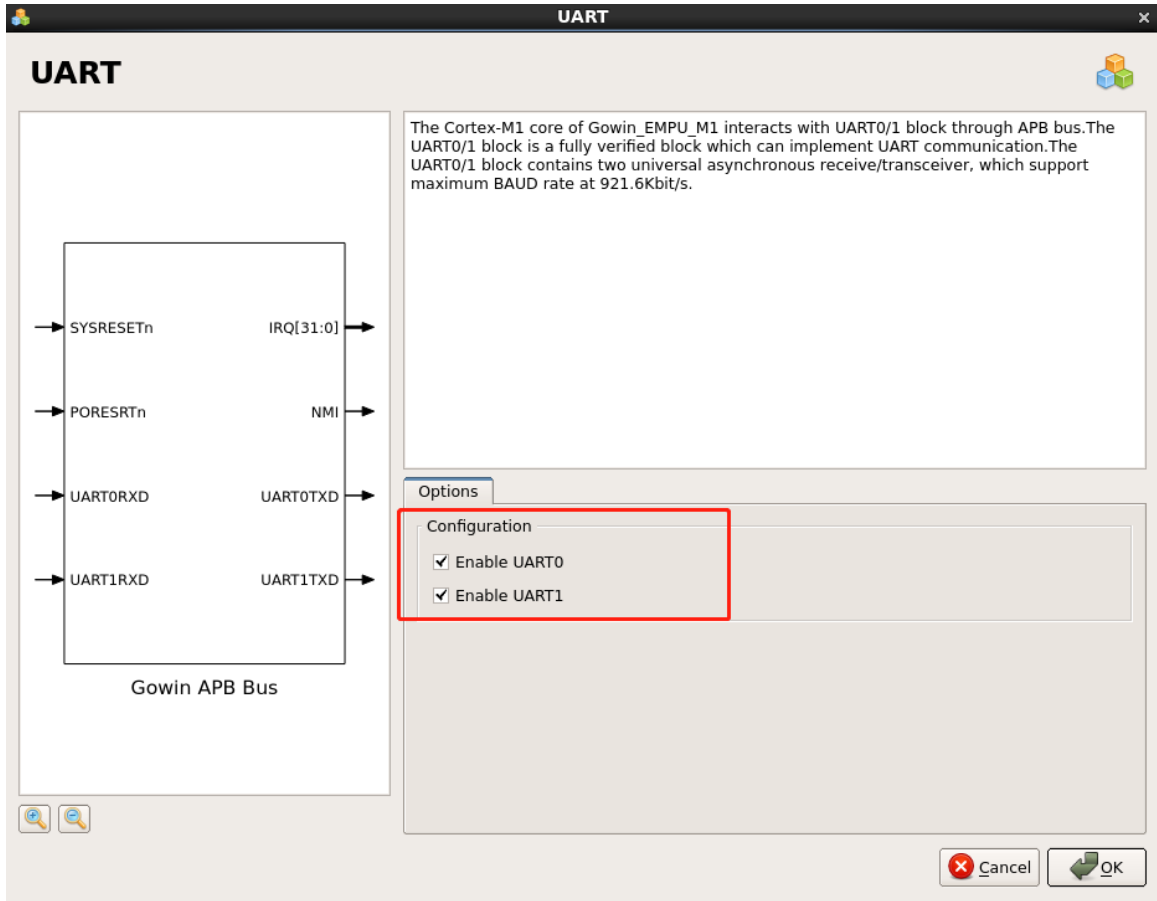 UART
UART
The Cortex-M1 core of Gowin_EMPU_M1 interacts with UART0/1 block through APB bus.The
UART0/1 block is a fully verified block which can implement UART communication.The
UART0/1 block contains two universal asynchronous receive/transceiver, which support
maximum BAUD rate at 921.6Kbit/s.
SYSRESETn IRQ[31:0]
PORESRTn NMI
UART0RXD UART0TXD
UART1RXD UART1TXD
Gowin APB Bus
Options
Configuration
Enable UART0
Enable UART1
Cancel OK